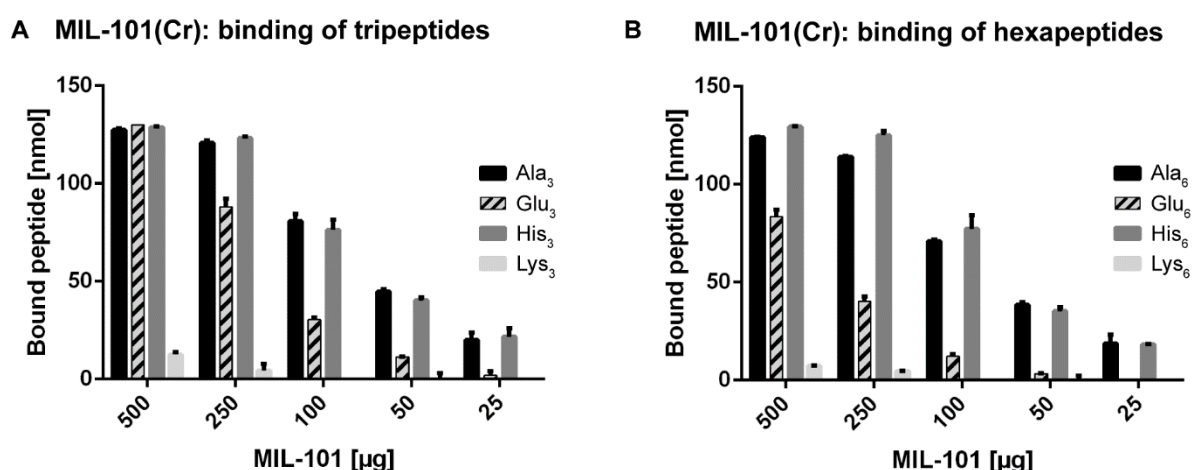 A MIL-101(Cr): binding of tripeptides
150
100
50
0
Bound peptide [nmol]
Ala₃
Glu₃
His₃
Lys₃
500 250 100 50 25
MIL-101 [µg]
B MIL-101(Cr): binding of hexapeptides
150
100
50
0
Bound peptide [nmol]
Ala₆
Glu₆
His₆
Lys₆
500 250 100 50 25
MIL-101 [µg]